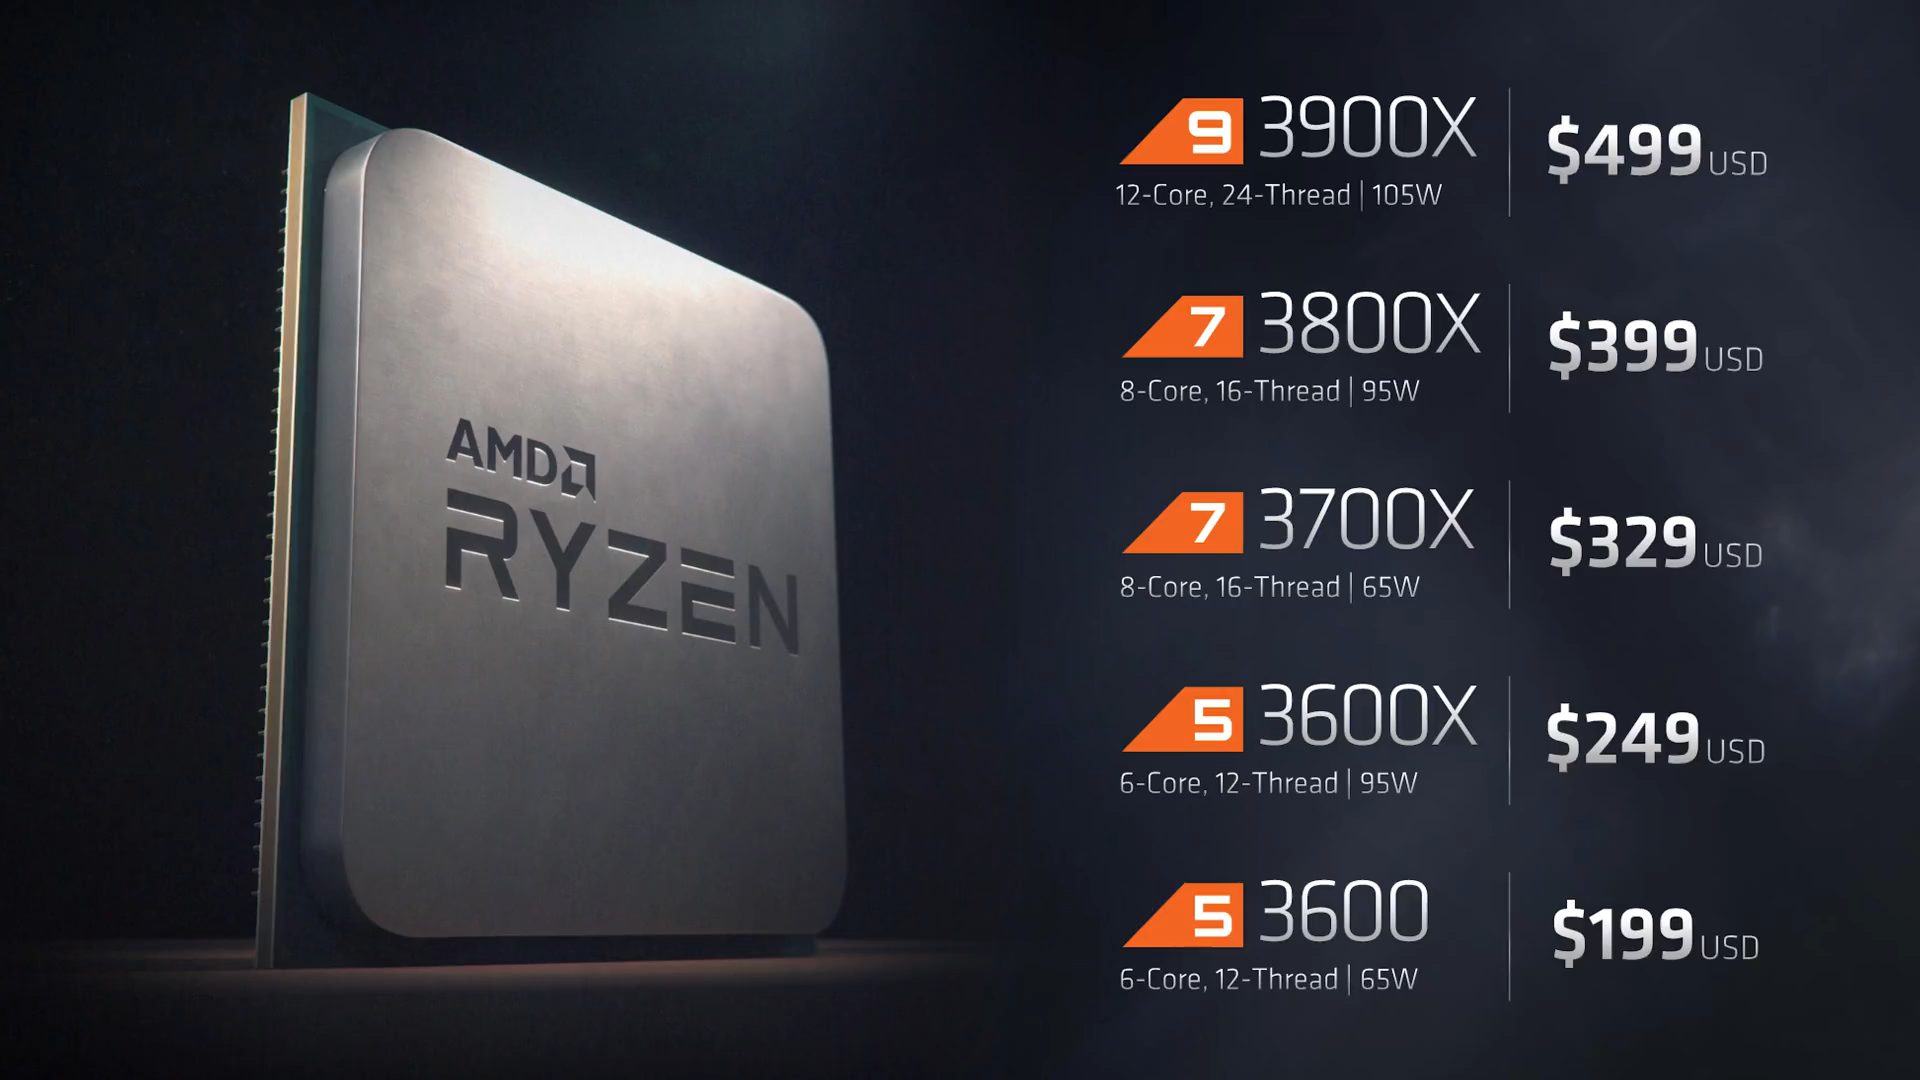 AMD
RYZEN
9 3900X
12-Core, 24-Thread | 105W
$499 USD
7 3800X
8-Core, 16-Thread | 95W
$399 USD
7 3700X
8-Core, 16-Thread | 65W
$329 USD
5 3600X
6-Core, 12-Thread | 95W
$249 USD
5 3600
6-Core, 12-Thread | 65W
$199 USD